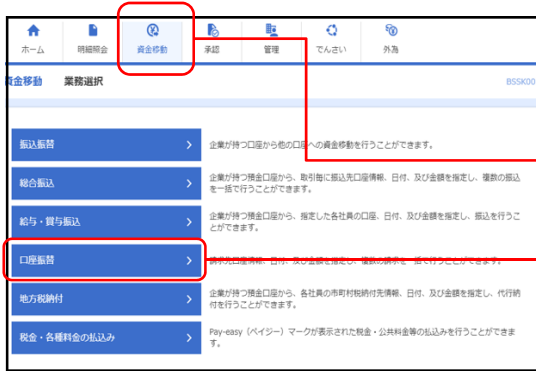 ホーム
明細照会
資金移動
承認
管理
でんさい
外為
資金移動 業務選択
BSSK00
振込振替
企業が持つ口座から他の口座への資金移動を行うことができます。
総合振込
企業が持つ預金口座から、取引毎に振込先口座情報、日付、及び金額を指定し、複数の振込
を一括で行うことができます。
給与・賞与振込
企業が持つ預金口座から、指定した各社員の口座、日付、及び金額を指定し、振込を行うこ
とができます。
口座振替
請求先口座情報、日付、及び金額を指定し、複数の請求を一括で行うことができます。
地方税納付
企業が持つ預金口座から、各社員の市町村税納付先情報、日付、及び金額を指定し、代行納
付を行うことができます。
税金・各種料金の払込み
Pay-easy（ペイジー）マークが表示された税金・公共料金等の払込みを行うことができま
す。